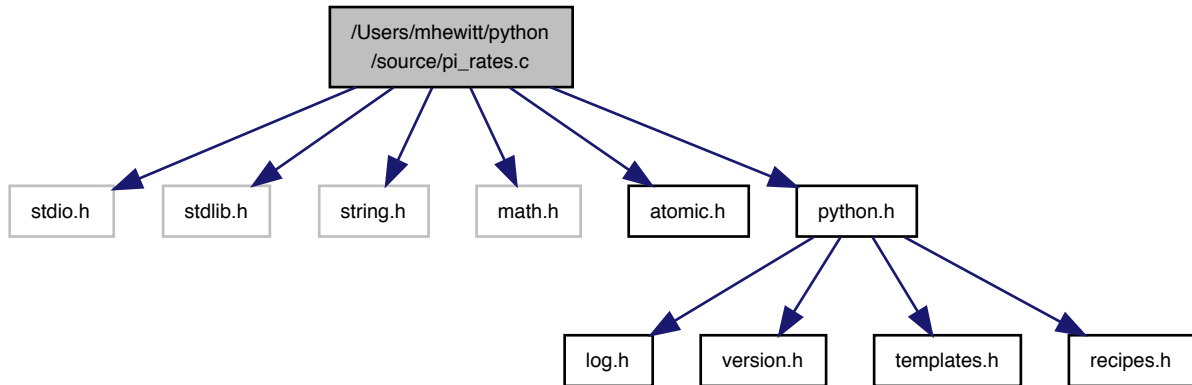 /Users/mhewitt/python
/source/pi_rates.c
stdio.h
stdlib.h
string.h
math.h
atomic.h
python.h
log.h
version.h
templates.h
recipes.h